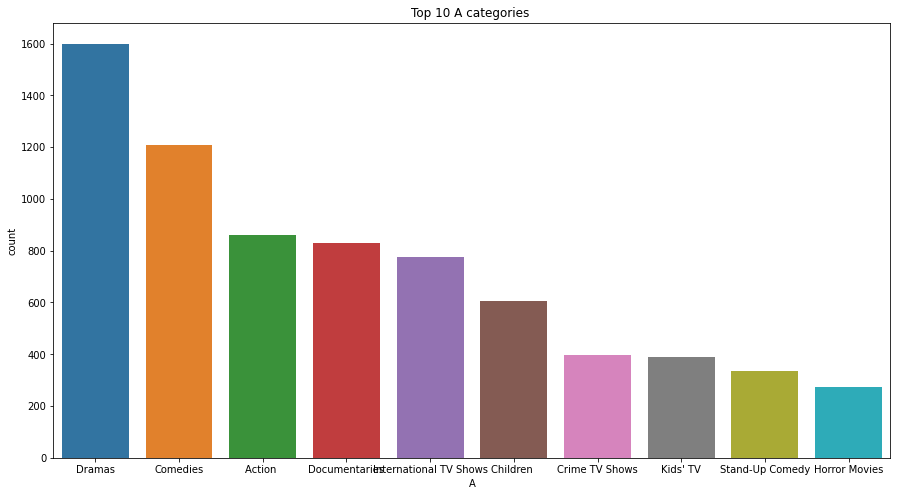 Top 10 A categories
1600
1400
1200
1000
800
600
400
200
0
count
Dramas Comedies Action Documentaries International TV Shows Children Crime TV Shows Kids' TV Stand-Up Comedy Horror Movies
A